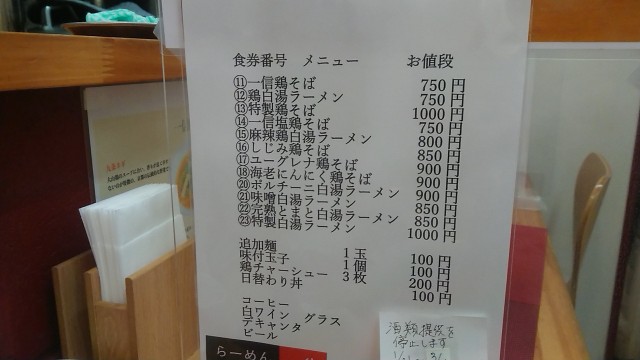 食券番号 メニュー お値段
⑪一信鶏そば 750円
⑫鶏白湯ラーメン 750円
⑬特製鶏そば 1000円
⑭一信塩鶏そば 750円
⑮麻辣鶏白湯ラーメン 800円
⑯しじみ鶏そば 850円
⑰ユーグレナ鶏そば 900円
⑱海老にんにく鶏そば 900円
⑳ポルチーニ白湯ラーメン 900円
㉑味噌白湯ラーメン 850円
㉒完熟とまと白湯ラーメン 850円
㉓特製白湯ラーメン 1000円
追加麺 1玉 100円
味付玉子 1個 100円
鶏チャーシュー 3枚 200円
日替わり丼 100円
コーヒー
白ワイン グラス
デキャンタ
ビール
らーめん
酒類提供を
停止します